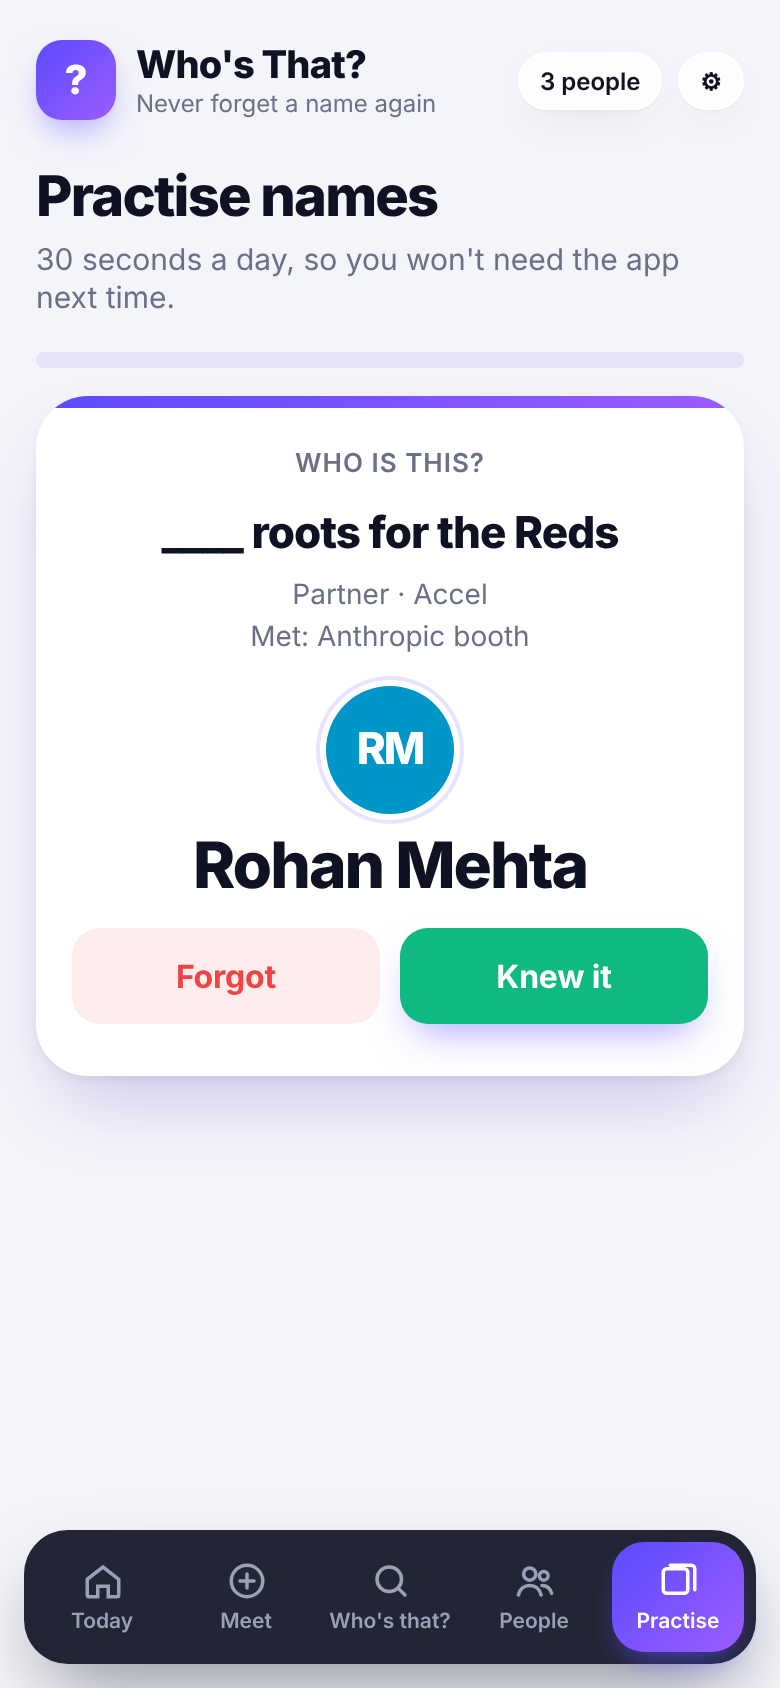 ?
Who's That?
Never forget a name again
3 people
⚙
Practise names
30 seconds a day, so you won't need the app
next time.
WHO IS THIS?
____ roots for the Reds
Partner · Accel
Met: Anthropic booth
RM
Rohan Mehta
Forgot
Knew it
Today
Meet
Who's that?
People
Practise